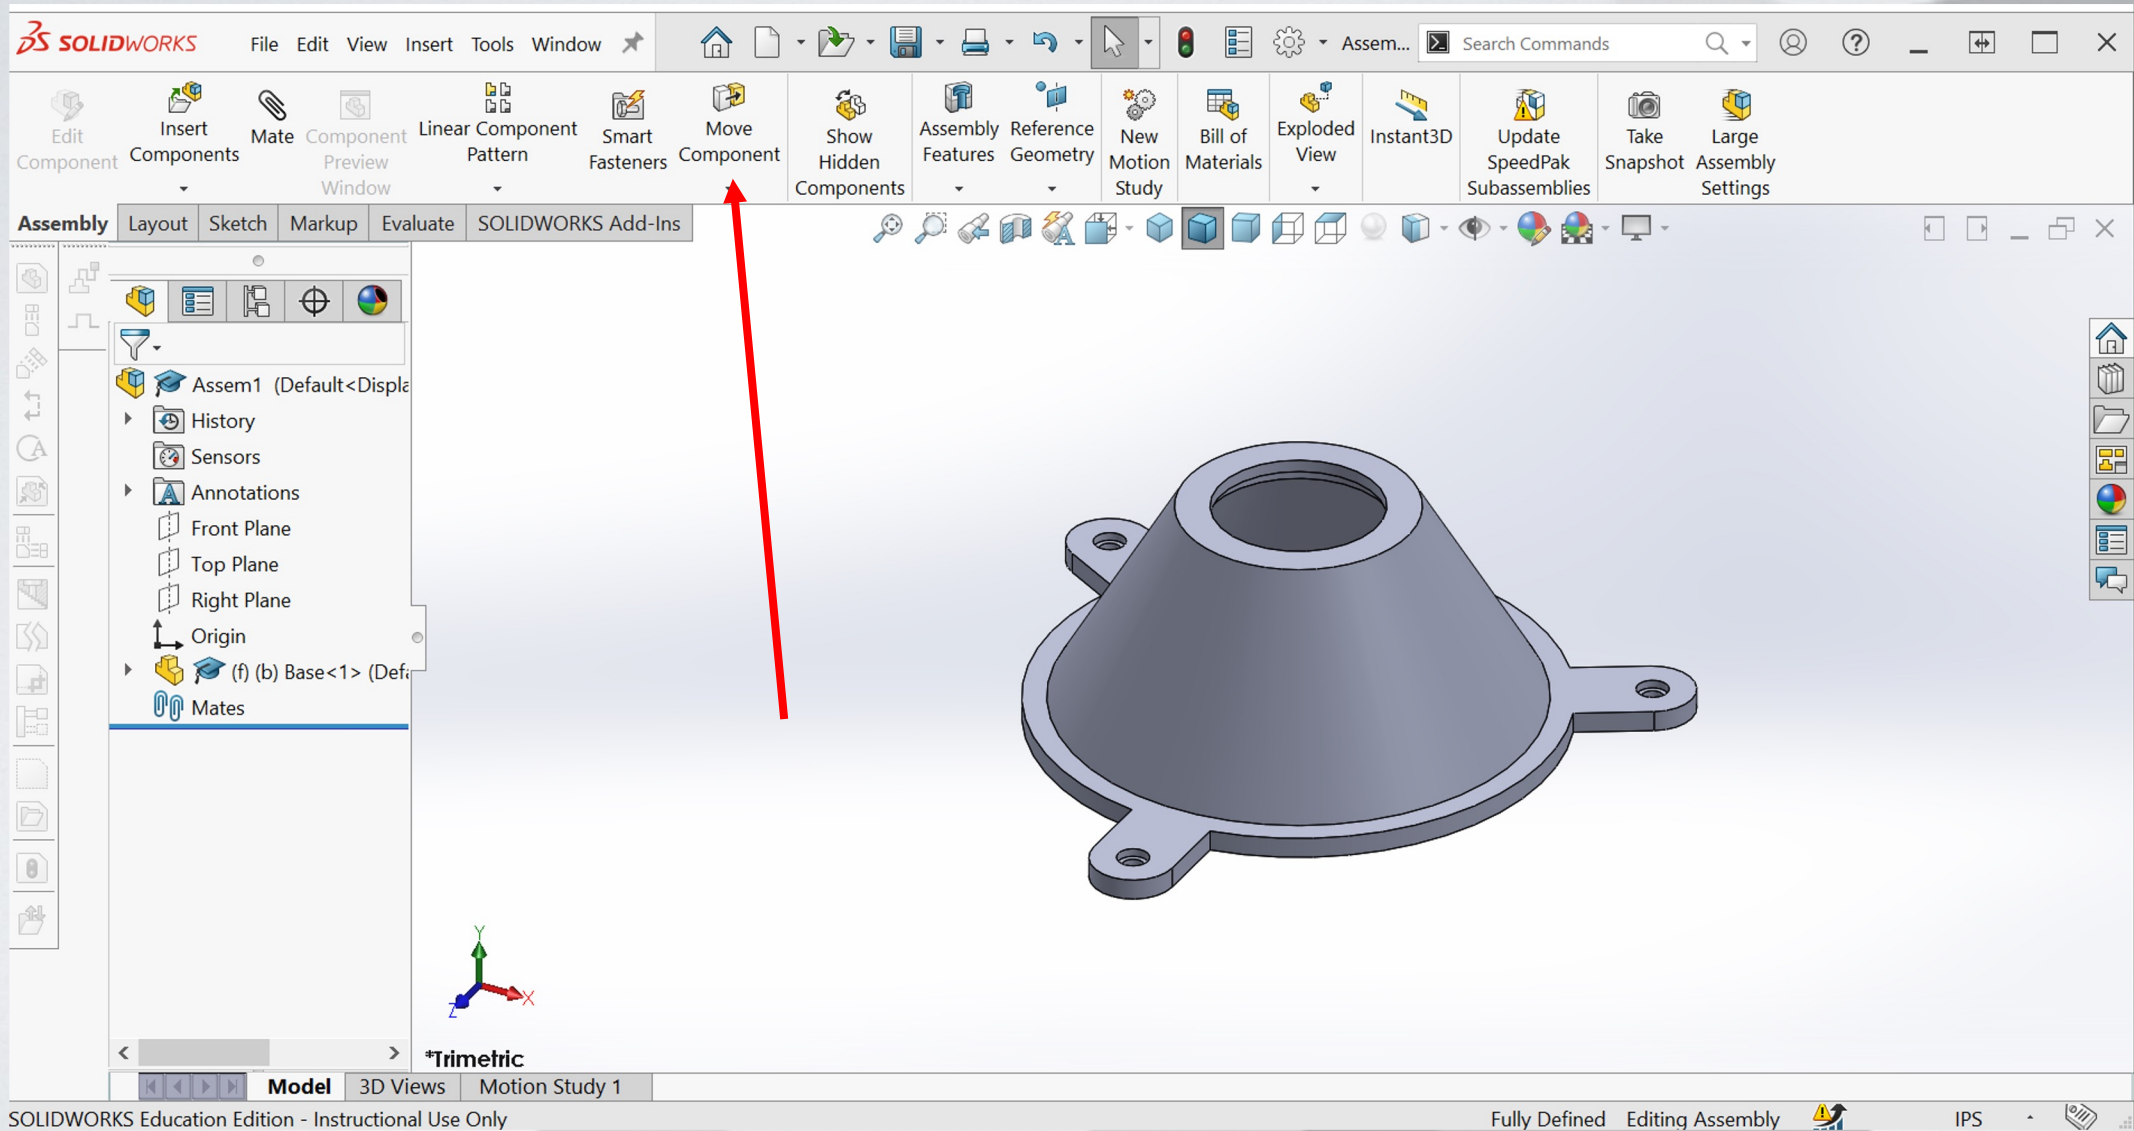 SOLIDWORKS File Edit View Insert Tools Window Assem... Search Commands
Edit Component
Insert Components
Mate
Component Preview Window
Linear Component Pattern
Smart Fasteners
Move Component
Show Hidden Components
Assembly Features
Reference Geometry
New Motion Study
Bill of Materials
Exploded View
Instant3D
Update SpeedPak Subassemblies
Take Snapshot
Large Assembly Settings
Assembly Layout Sketch Markup Evaluate SOLIDWORKS Add-Ins
Assem1 (Default<Displa
History
Sensors
Annotations
Front Plane
Top Plane
Right Plane
Origin
(f) (b) Base<1> (Defa
Mates
Y
X
Z
*Trimetric
Model 3D Views Motion Study 1
SOLIDWORKS Education Edition - Instructional Use Only Fully Defined Editing Assembly IPS